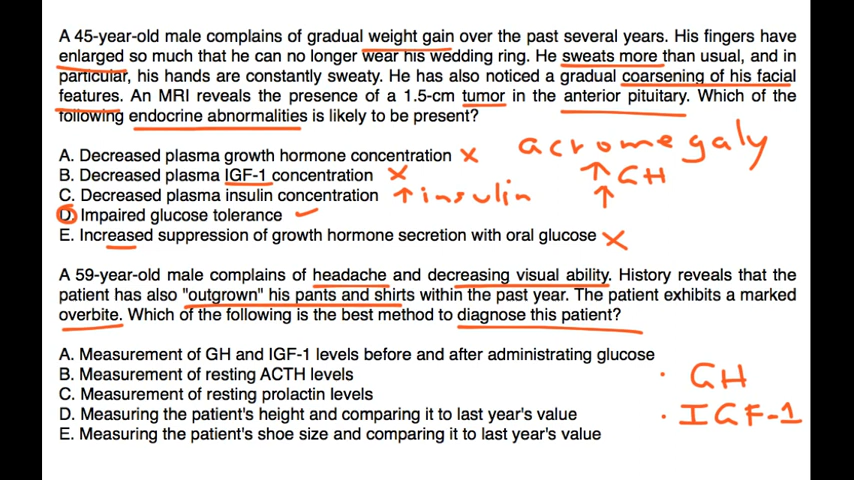 A 45-year-old male complains of gradual weight gain over the past several years. His fingers have
enlarged so much that he can no longer wear his wedding ring. He sweats more than usual, and in
particular, his hands are constantly sweaty. He has also noticed a gradual coarsening of his facial
features. An MRI reveals the presence of a 1.5-cm tumor in the anterior pituitary. Which of the
following endocrine abnormalities is likely to be present?
acromegaly
A. Decreased plasma growth hormone concentration X
B. Decreased plasma IGF-1 concentration X
↑ GH
C. Decreased plasma insulin concentration ↑ insulin
↑
D. Impaired glucose tolerance ✓
E. Increased suppression of growth hormone secretion with oral glucose X
A 59-year-old male complains of headache and decreasing visual ability. History reveals that the
patient has also "outgrown" his pants and shirts within the past year. The patient exhibits a marked
overbite. Which of the following is the best method to diagnose this patient?
A. Measurement of GH and IGF-1 levels before and after administrating glucose
B. Measurement of resting ACTH levels
· GH
C. Measurement of resting prolactin levels
D. Measuring the patient's height and comparing it to last year's value
· IGF-1
E. Measuring the patient's shoe size and comparing it to last year's value